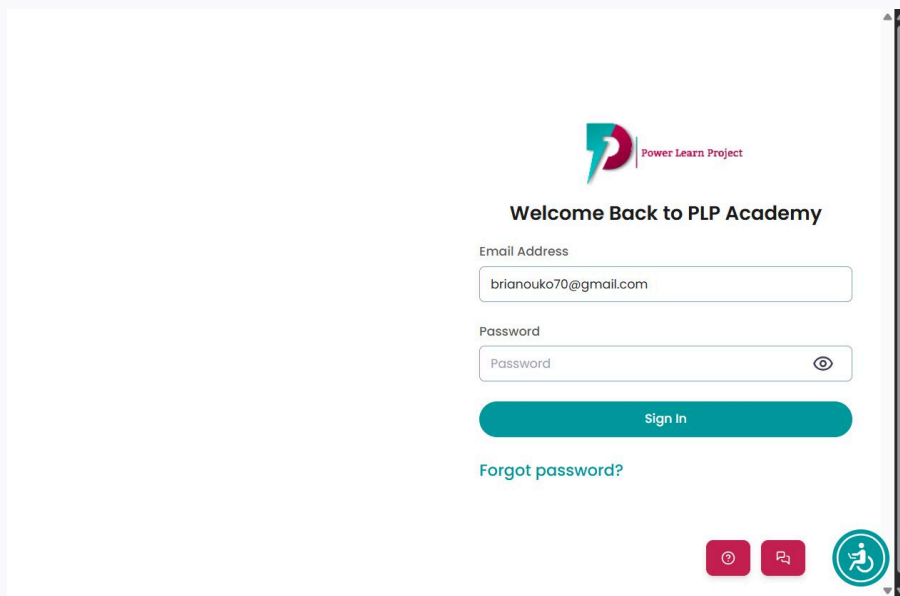 Power Learn Project
Welcome Back to PLP Academy
Email Address
brianouko70@gmail.com
Password
Password
Sign In
Forgot password?